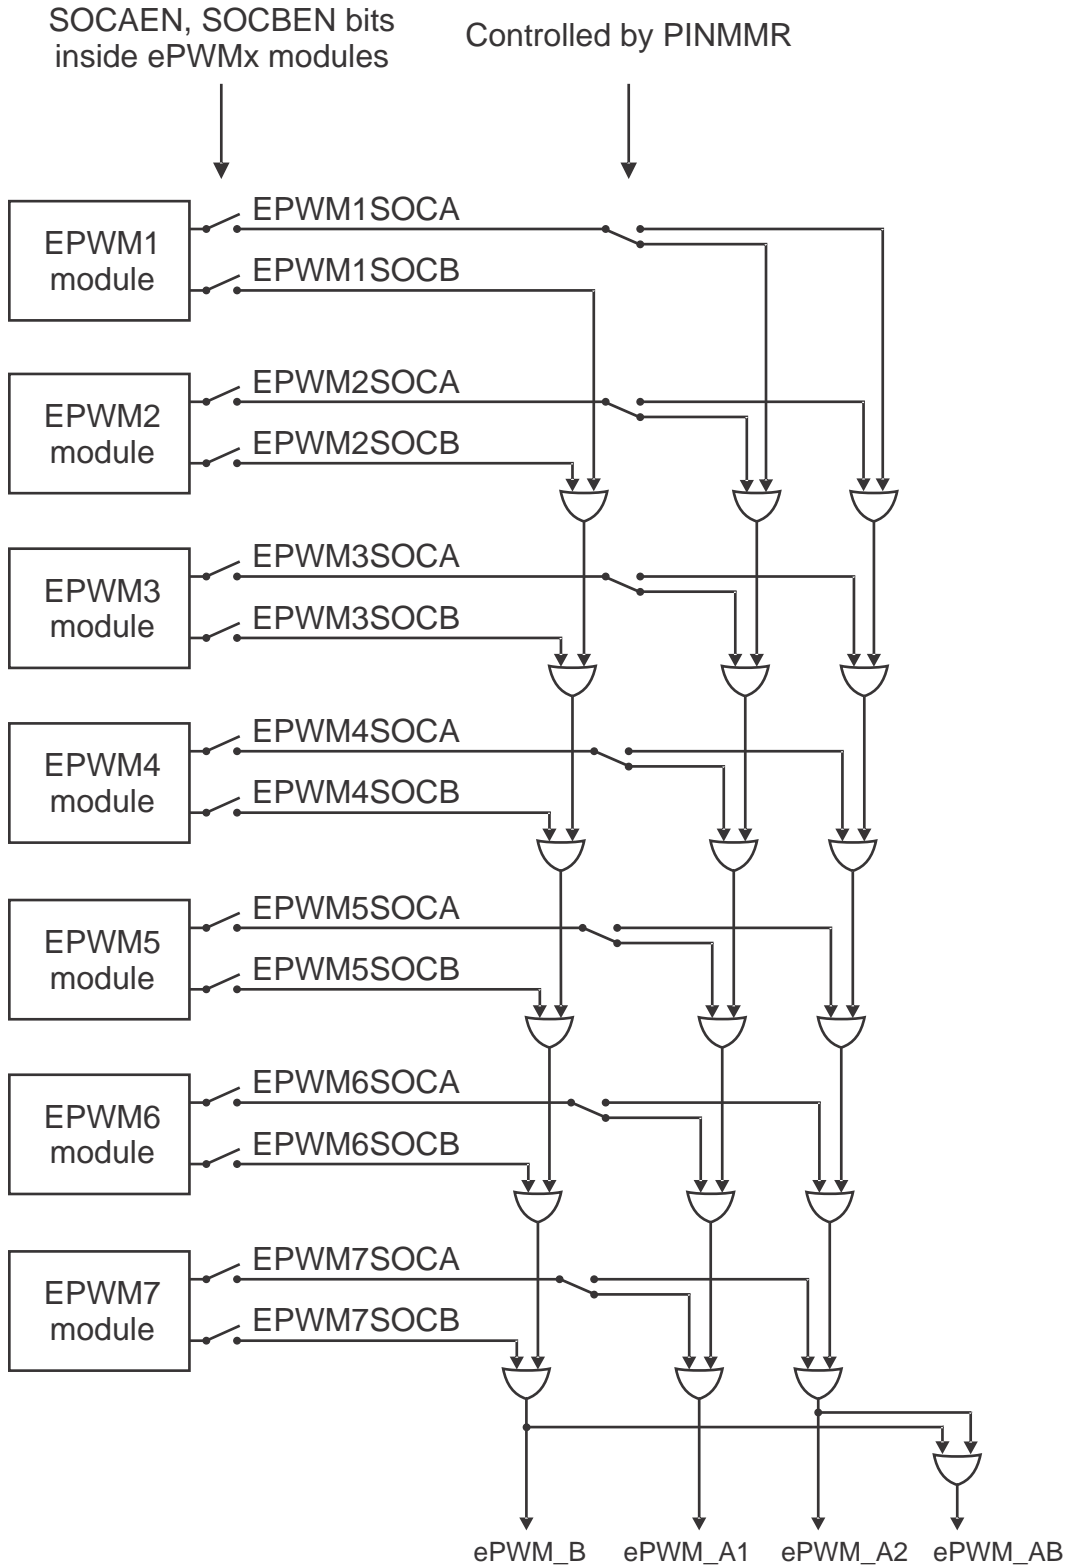 SOCAEN, SOCBEN bits
inside ePWMx modules
Controlled by PINMMR
EPWM1
module
EPWM1SOCA
EPWM1SOCB
EPWM2
module
EPWM2SOCA
EPWM2SOCB
EPWM3
module
EPWM3SOCA
EPWM3SOCB
EPWM4
module
EPWM4SOCA
EPWM4SOCB
EPWM5
module
EPWM5SOCA
EPWM5SOCB
EPWM6
module
EPWM6SOCA
EPWM6SOCB
EPWM7
module
EPWM7SOCA
EPWM7SOCB
ePWM_B
ePWM_A1
ePWM_A2
ePWM_AB